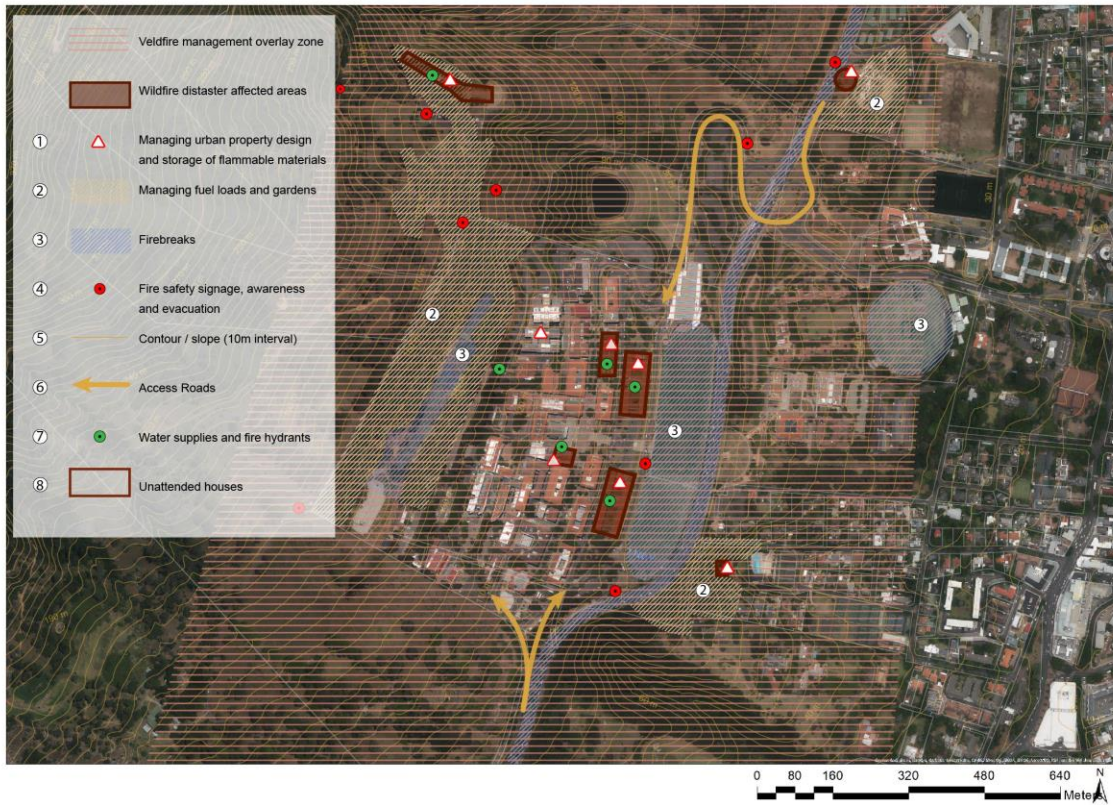 Veldfire management overlay zone
Wildfire distaster affected areas
① Managing urban property design
and storage of flammable materials
② Managing fuel loads and gardens
③ Firebreaks
④ Fire safety signage, awareness
and evacuation
⑤ Contour / slope (10m interval)
⑥ Access Roads
⑦ Water supplies and fire hydrants
⑧ Unattended houses
②
②
③
③
③
②
30 m
0 80 160 320 480 640
Meters
N